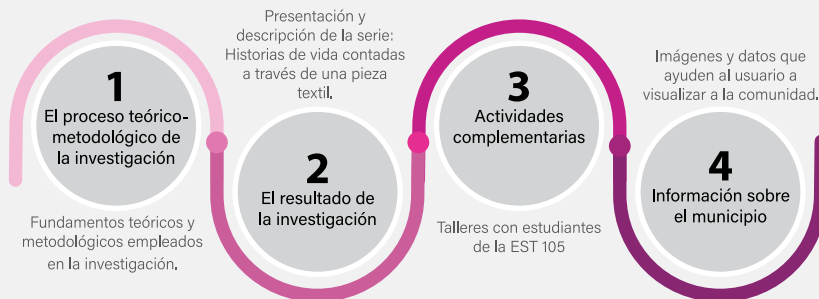 1
El proceso teórico-
metodológico de
la investigación
Fundamentos teóricos y
metodológicos empleados
en la investigación.
Presentación y
descripción de la serie:
Historias de vida contadas
a través de una pieza
textil.
2
El resultado de
la investigación
3
Actividades
complementarias
Talleres con estudiantes
de la EST 105
Imágenes y datos que
ayuden al usuario a
visualizar a la comunidad.
4
Información sobre
el municipio